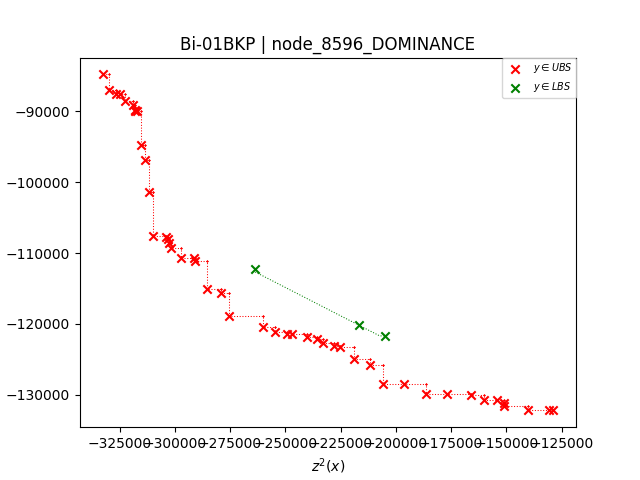 Bi-01BKP | node_8596_DOMINANCE
y ∈ UBS
y ∈ LBS
−90000
−100000
−110000
−120000
−130000
−325000 −300000 −275000 −250000 −225000 −200000 −175000 −150000 −125000
z²(x)